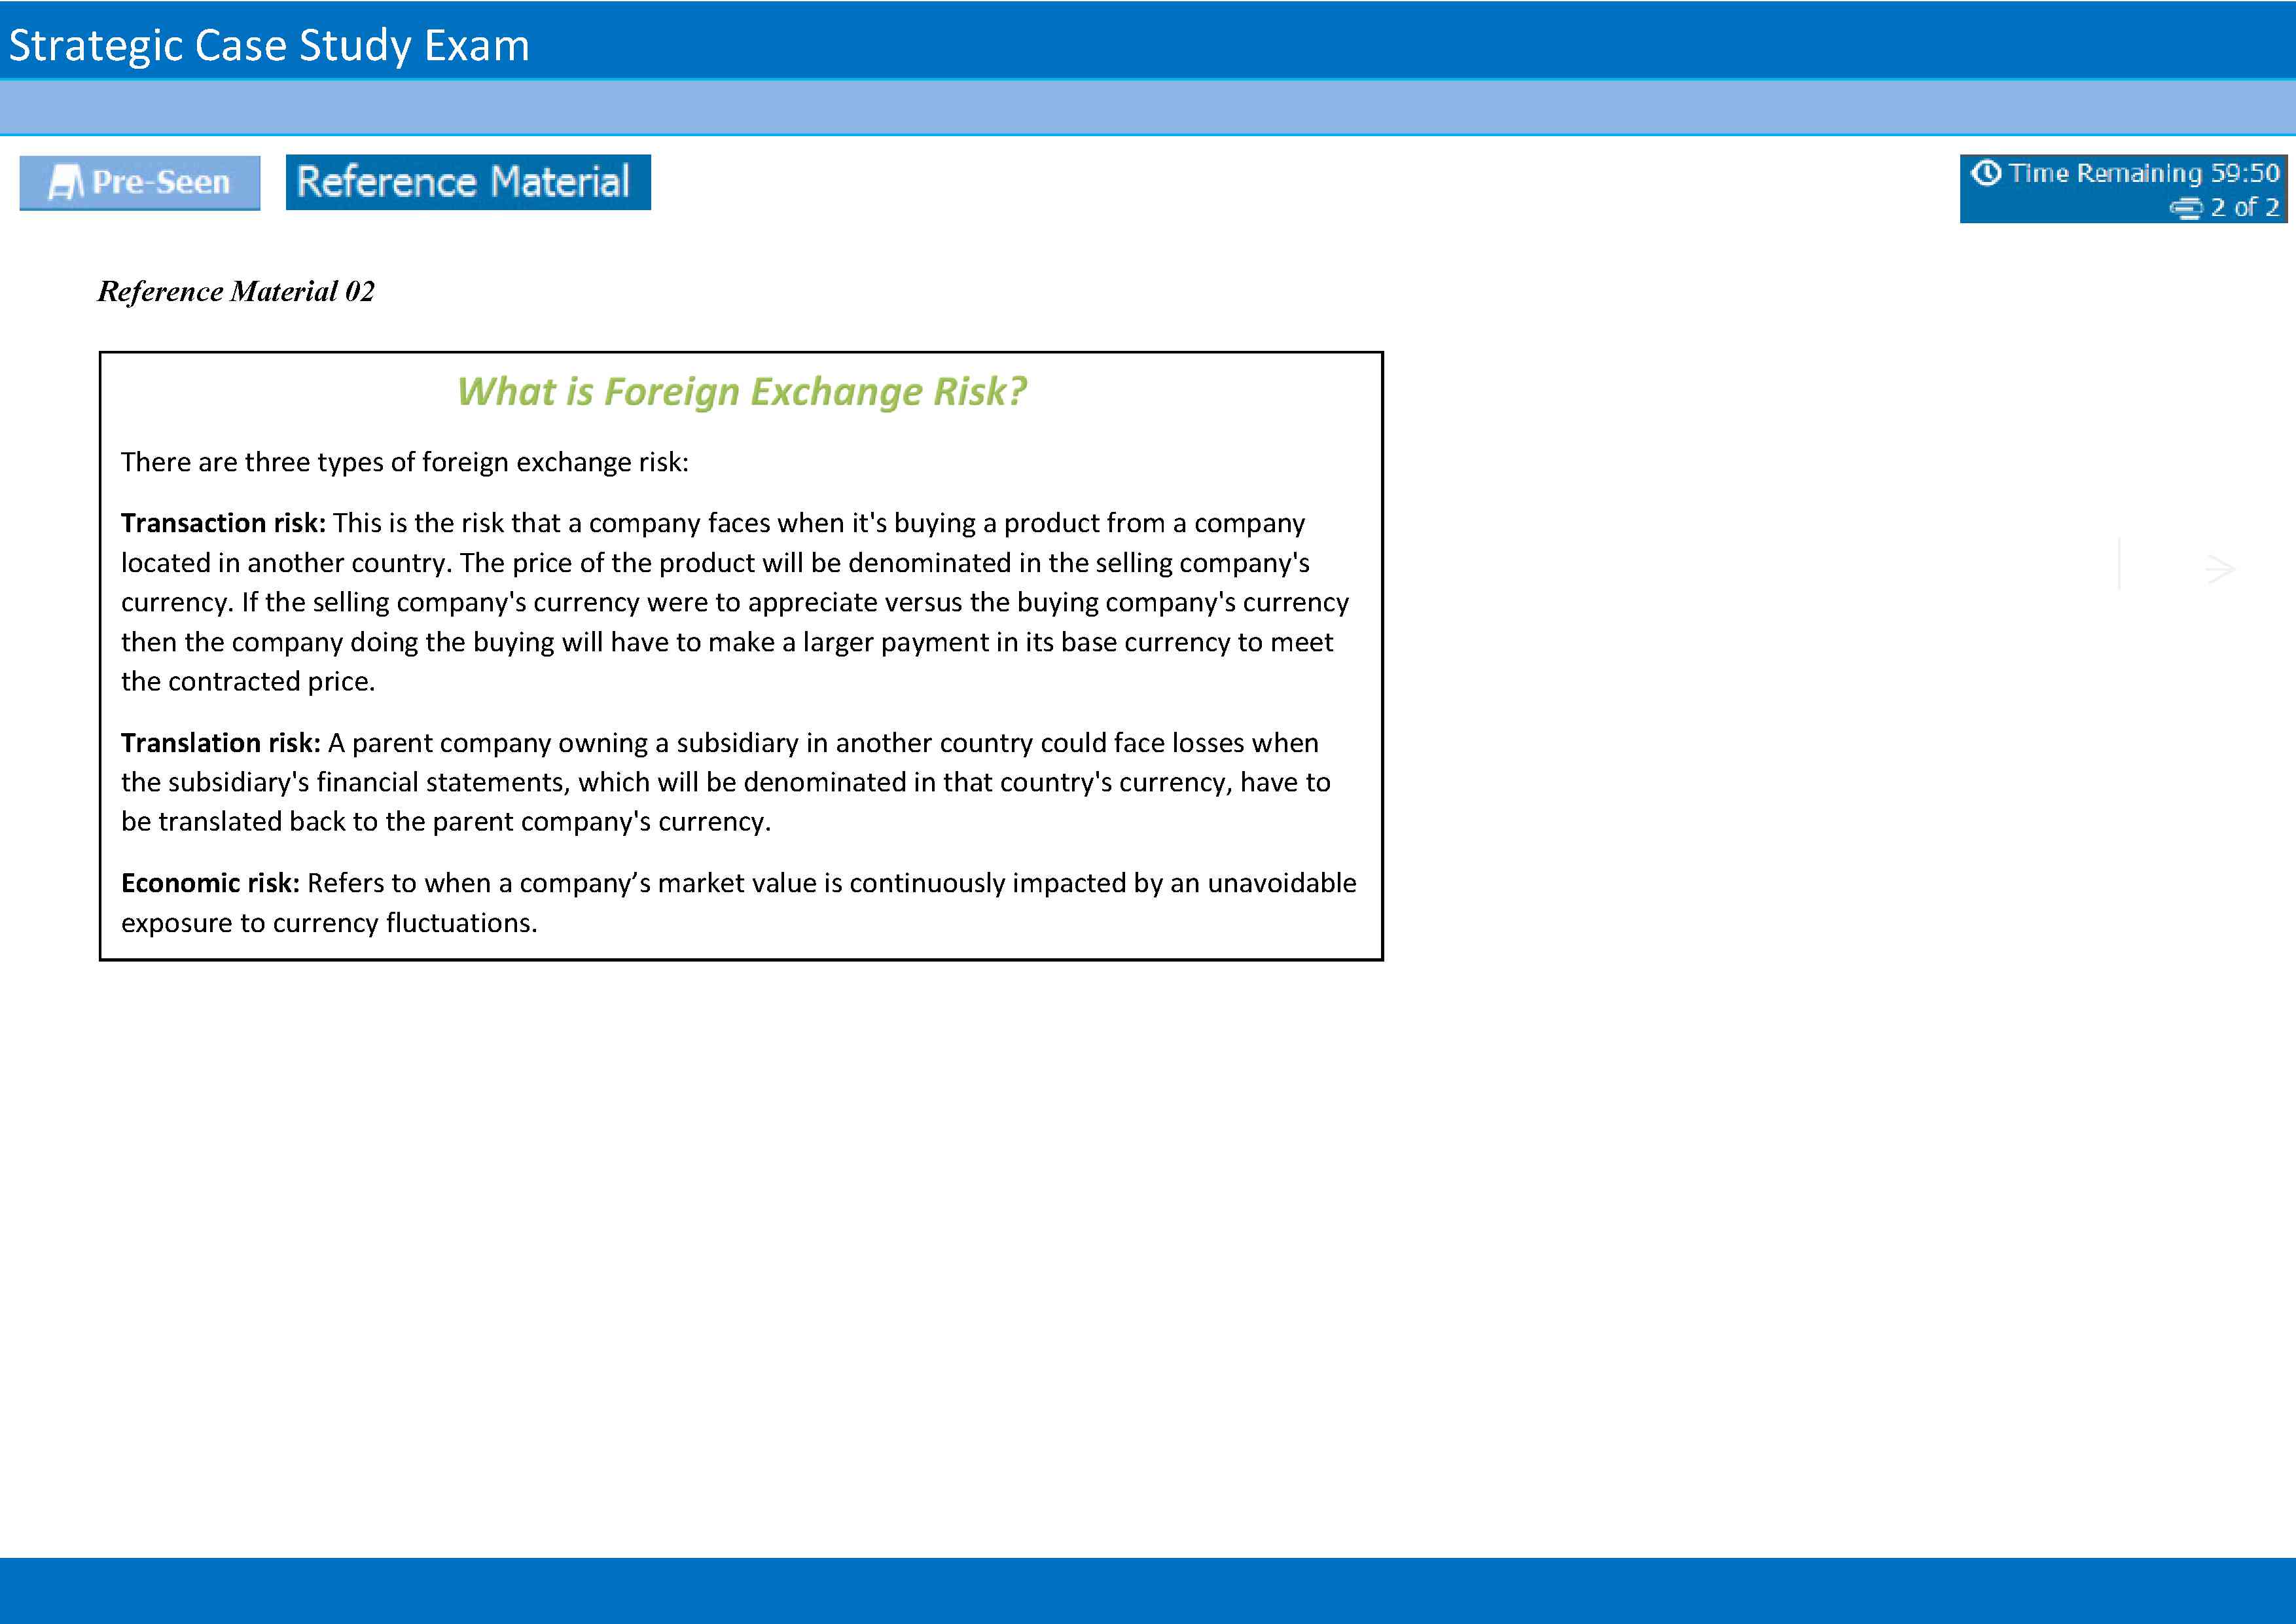 Strategic Case Study Exam
Pre-Seen
Reference Material
Time Remaining 59:50
2 of 2
Reference Material 02
What is Foreign Exchange Risk?
There are three types of foreign exchange risk:
Transaction risk: This is the risk that a company faces when it's buying a product from a company
located in another country. The price of the product will be denominated in the selling company's
currency. If the selling company's currency were to appreciate versus the buying company's currency
then the company doing the buying will have to make a larger payment in its base currency to meet
the contracted price.
Translation risk: A parent company owning a subsidiary in another country could face losses when
the subsidiary's financial statements, which will be denominated in that country's currency, have to
be translated back to the parent company's currency.
Economic risk: Refers to when a company’s market value is continuously impacted by an unavoidable
exposure to currency fluctuations.